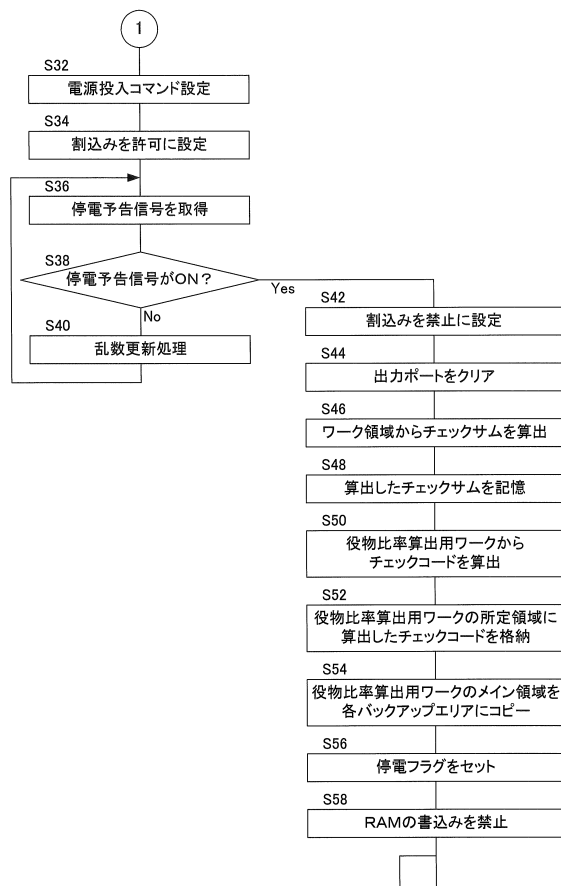 1
S32
電源投入コマンド設定
S34
割込みを許可に設定
S36
停電予告信号を取得
S38
停電予告信号がON？
Yes
No
S40
乱数更新処理
S42
割込みを禁止に設定
S44
出力ポートをクリア
S46
ワーク領域からチェックサムを算出
S48
算出したチェックサムを記憶
S50
役物比率算出用ワークから
チェックコードを算出
S52
役物比率算出用ワークの所定領域に
算出したチェックコードを格納
S54
役物比率算出用ワークのメイン領域を
各バックアップエリアにコピー
S56
停電フラグをセット
S58
RAMの書込みを禁止